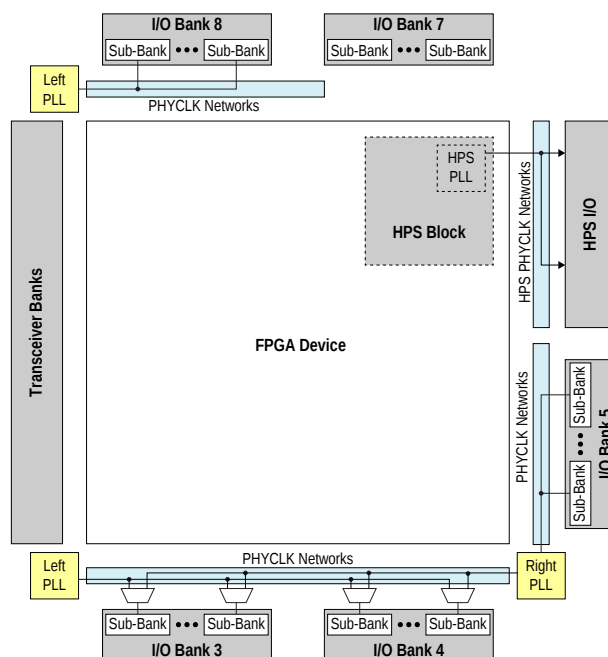 I/O Bank 8
I/O Bank 7
Sub-Bank ••• Sub-Bank
Sub-Bank ••• Sub-Bank
Left
PLL
PHYCLK Networks
Transceiver Banks
HPS
PLL
HPS Block
HPS PHYCLK Networks
HPS I/O
FPGA Device
PHYCLK Networks
Sub-Bank
•••
Sub-Bank
I/O Bank 5
Left
PLL
PHYCLK Networks
Right
PLL
Sub-Bank ••• Sub-Bank
Sub-Bank ••• Sub-Bank
I/O Bank 3
I/O Bank 4